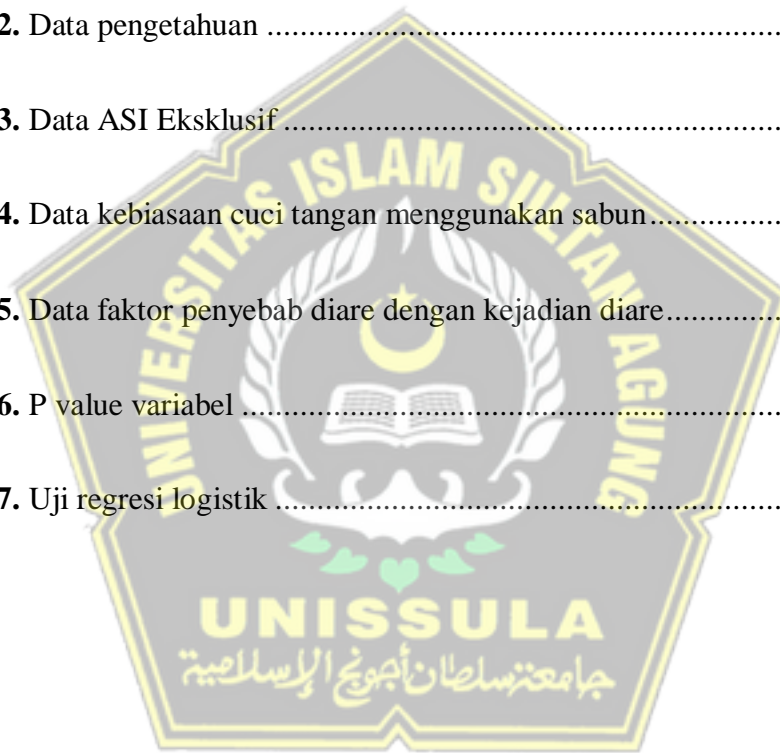 2. Data pengetahuan ........................................................
3. Data ASI Eksklusif ......................................................
4. Data kebiasaan cuci tangan menggunakan sabun ...............
5. Data faktor penyebab diare dengan kejadian diare .............
6. P value variabel ...........................................................
7. Uji regresi logistik .......................................................
UNIVERSITAS ISLAM SULTAN AGUNG
UNISSULA
جامعة سلطان أجونج الإسلامية